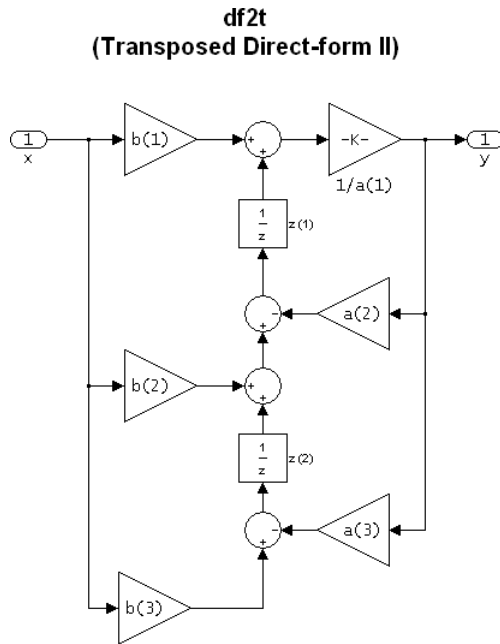 df2t
(Transposed Direct-form II)
1
x
b(1)
+
+
-K-
1/a(1)
1
y
1
z
z(1)
+
-
a(2)
b(2)
+
+
1
z
z(2)
-
+
a(3)
b(3)